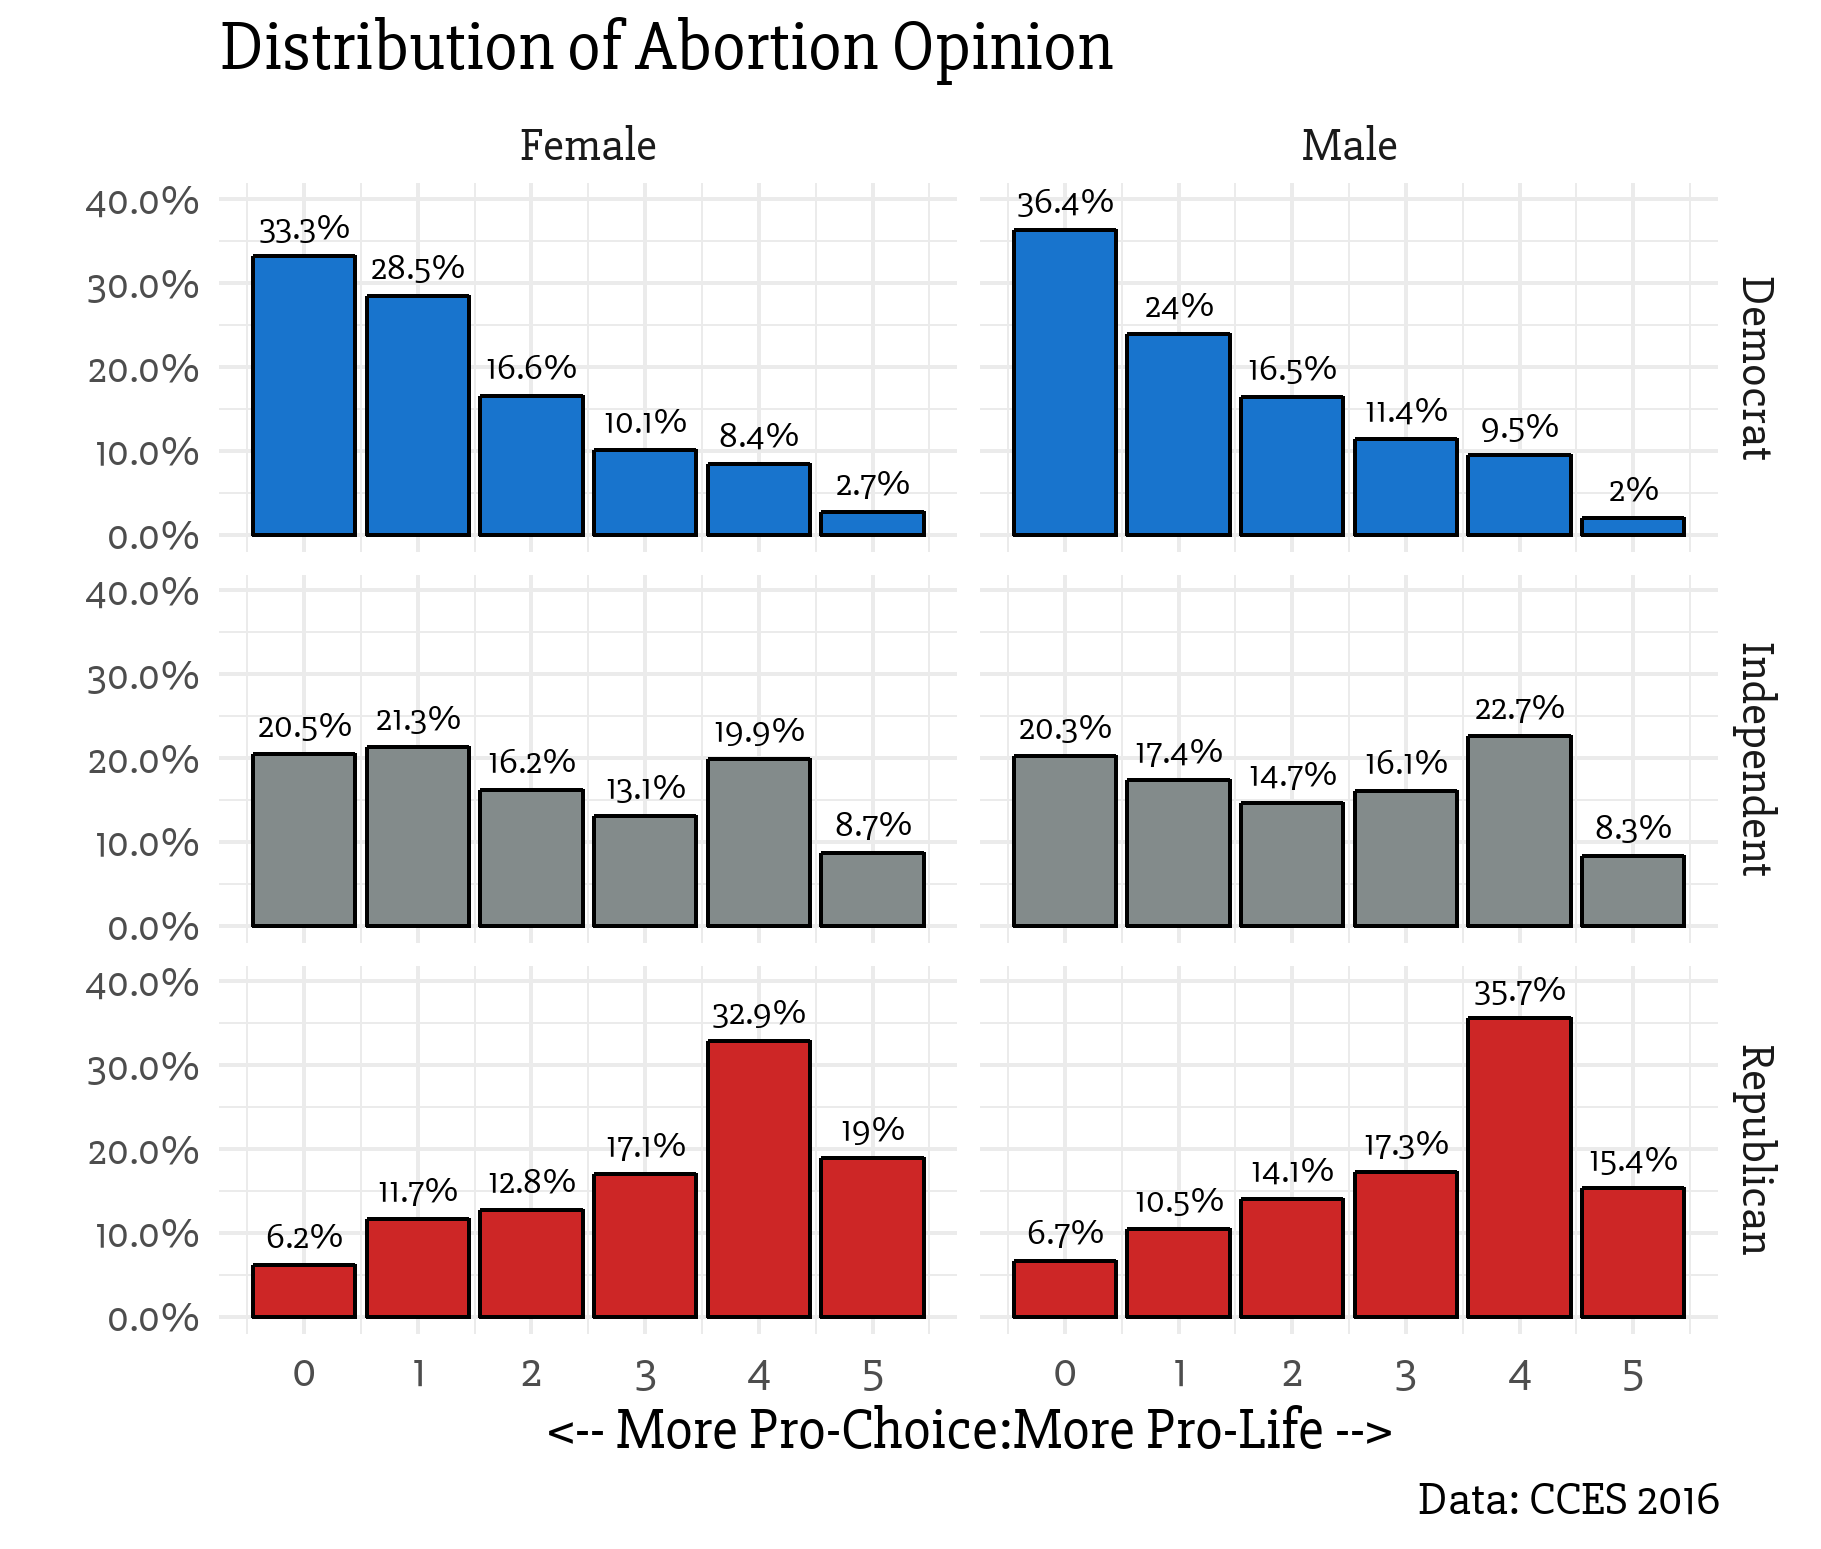 Distribution of Abortion Opinion
Female Male
40.0%
30.0%
20.0%
10.0%
0.0%
33.3% 28.5% 16.6% 10.1% 8.4% 2.7%
36.4% 24% 16.5% 11.4% 9.5% 2%
Democrat
40.0%
30.0%
20.0%
10.0%
0.0%
20.5% 21.3% 16.2% 13.1% 19.9% 8.7%
20.3% 17.4% 14.7% 16.1% 22.7% 8.3%
Independent
40.0%
30.0%
20.0%
10.0%
0.0%
6.2% 11.7% 12.8% 17.1% 32.9% 19%
6.7% 10.5% 14.1% 17.3% 35.7% 15.4%
Republican
0 1 2 3 4 5 0 1 2 3 4 5
<-- More Pro-Choice:More Pro-Life -->
Data: CCES 2016